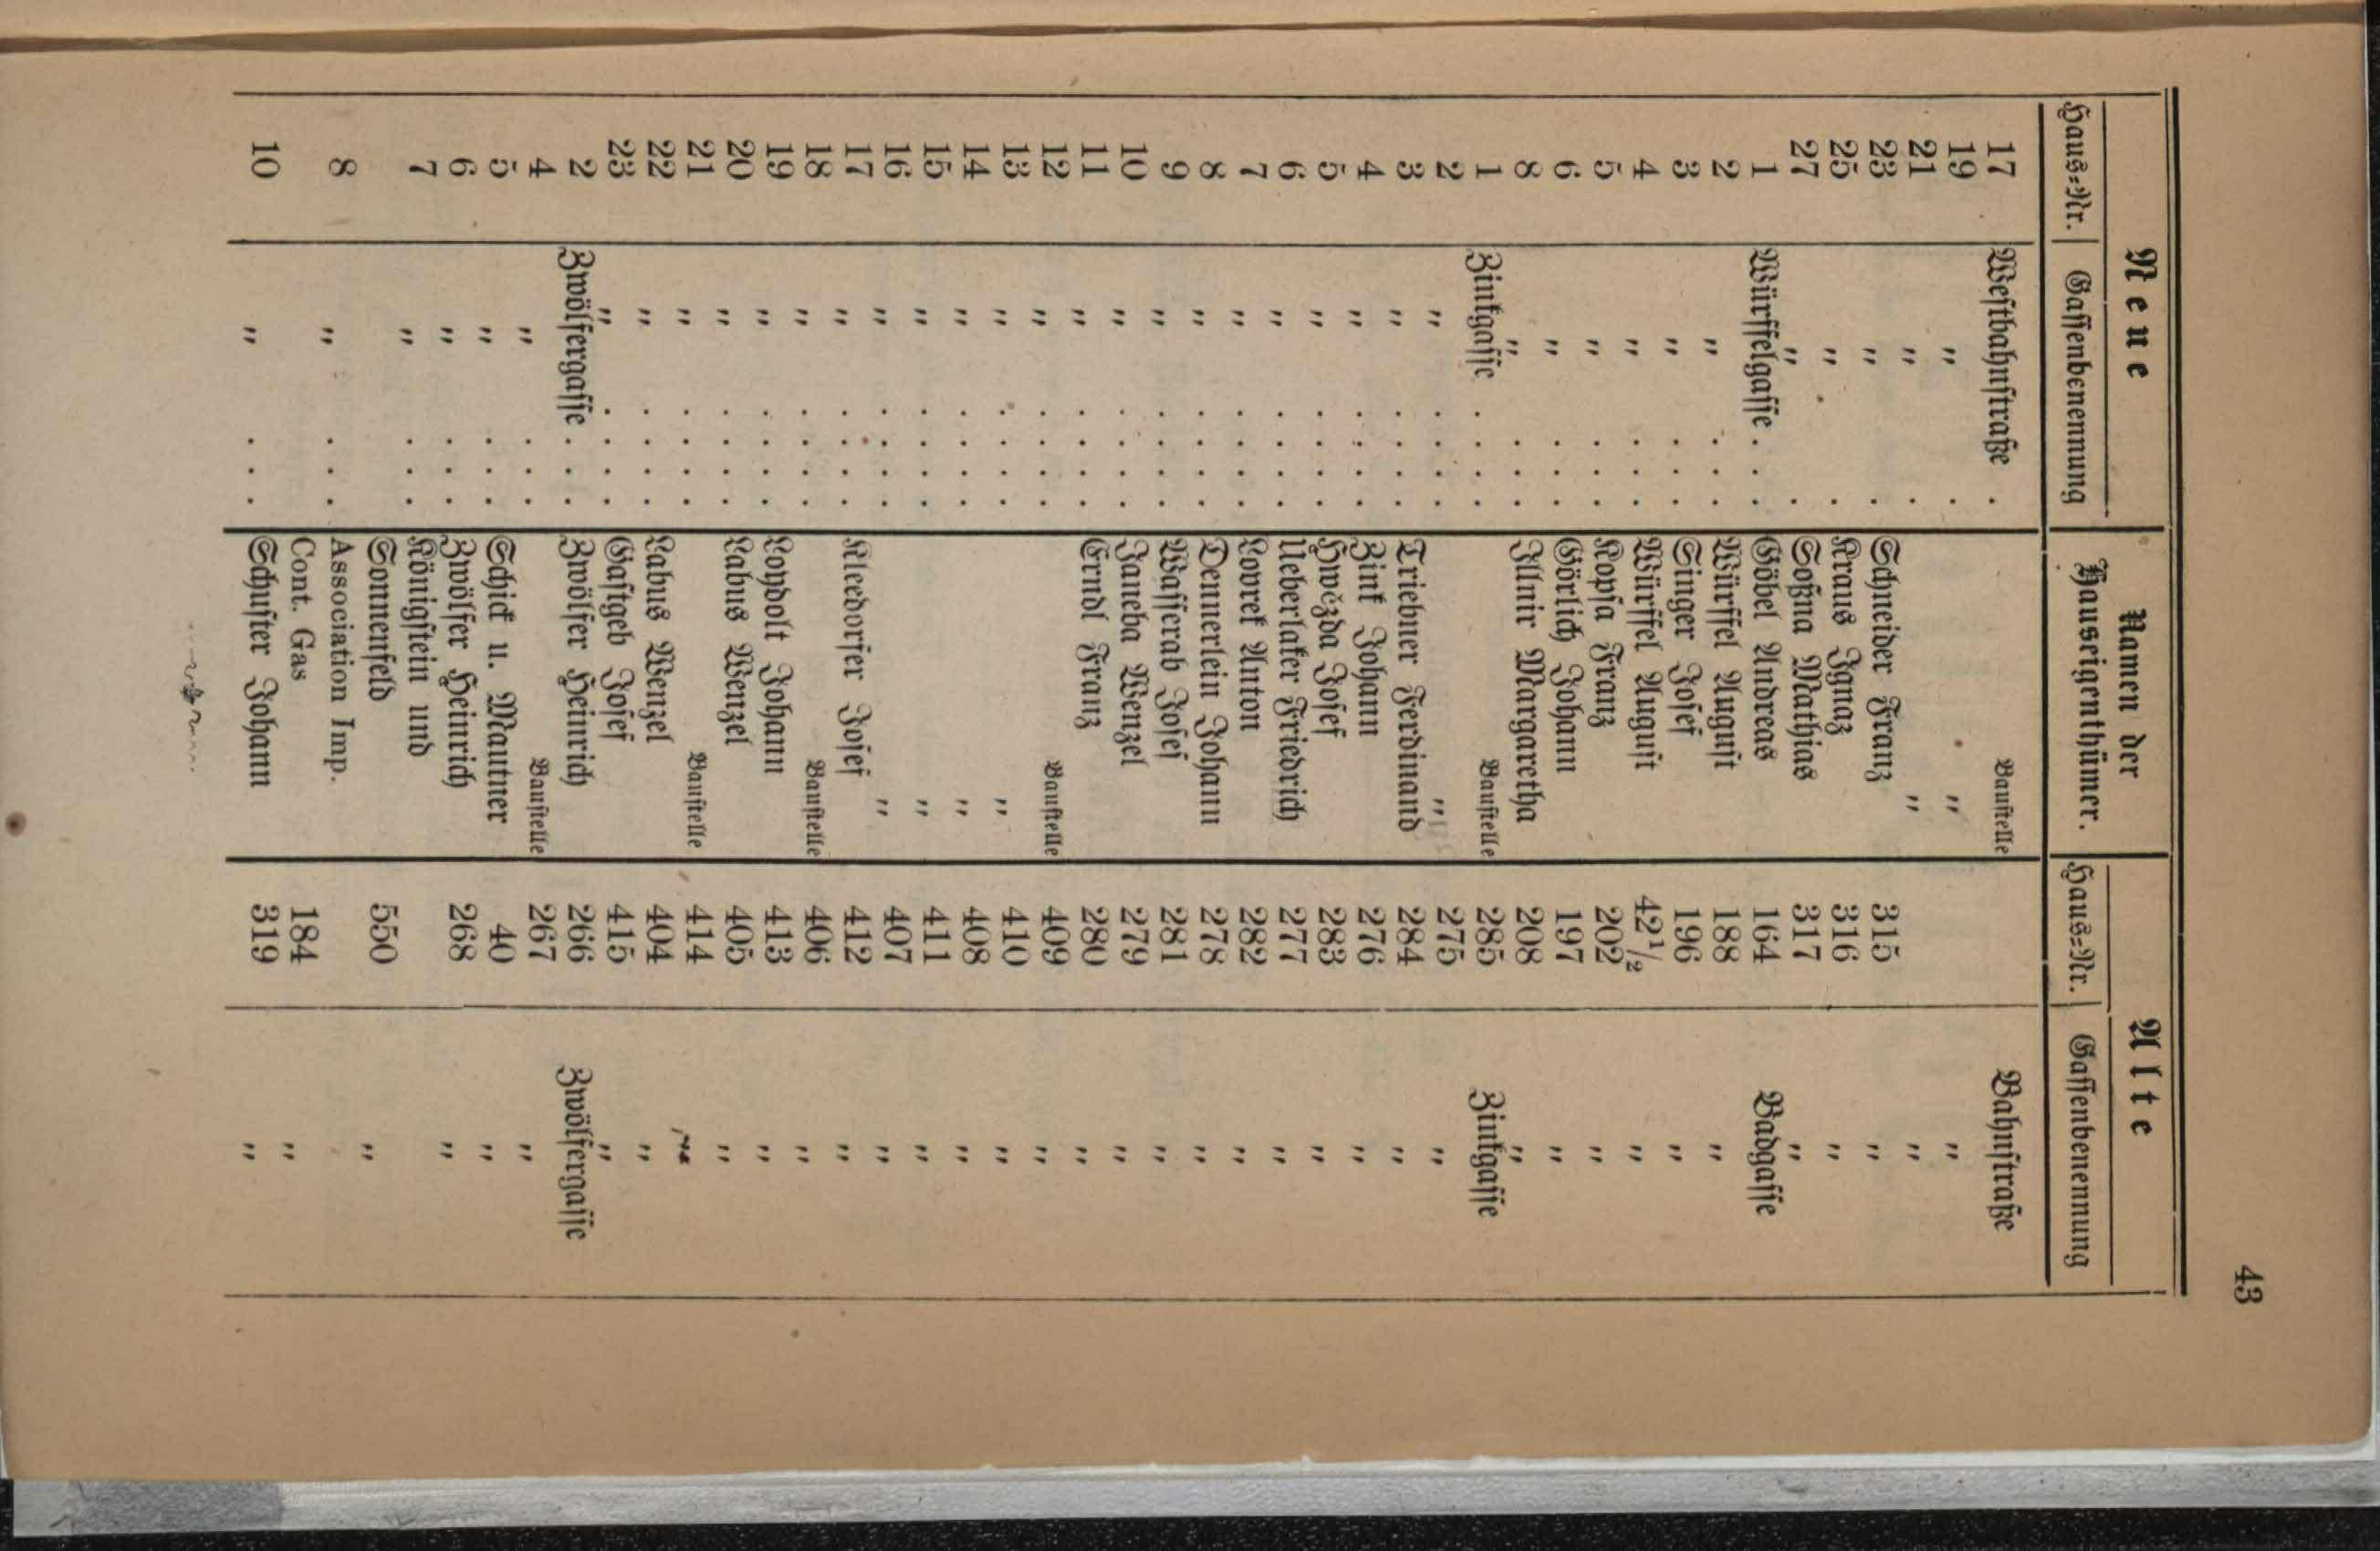 43
Neue Namen der Hauseigenthümer. Alte
Haus=Nr. Gassenbenennung Haus=Nr. Gassenbenennung
17 Westbahnstraße . Baustelle Bahnstraße
19 " . " "
21 " . " "
23 " . Schneider Franz 315 "
25 " . Kraus Ignaz 316 "
27 " . Soßna Mathias 317 "
1 Würffelgasse . . . Göbel Andreas 164 Badgasse
2 " . . . Würffel August 188 "
3 " . . . Singer Josef 196 "
4 " . . . Würffel August 42½ "
5 " . . . Kopsa Franz 202 "
6 " . . . Görlich Johann 197 "
8 " . . . Illnir Margaretha 208 "
1 Zinkgasse . . . . Baustelle 285 Zinkgasse
2 " . . . . " 275 "
3 " . . . . Triebner Ferdinand 284 "
4 " . . . . Zink Johann 276 "
5 " . . . . Hwězda Josef 283 "
6 " . . . . Ueberlaker Friedrich 277 "
7 " . . . . Lovrek Anton 282 "
8 " . . . . Dennerlein Johann 278 "
9 " . . . . Wasserab Josef 281 "
10 " . . . . Janeba Wenzel 279 "
11 " . . . . Erndl Franz 280 "
12 " . . . . Baustelle 409 "
13 " . . . . " 410 "
14 " . . . . " 408 "
15 " . . . . " 411 "
16 " . . . . " 407 "
17 " . . . . Kleedorfer Josef 412 "
18 " . . . . Baustelle 406 "
19 " . . . . Loydolt Johann 413 "
20 " . . . . Labus Wenzel 405 "
21 " . . . . Baustelle 414 "
22 " . . . . Labus Wenzel 404 "
23 " . . . . Gastgeb Josef 415 "
2 Zwölfergasse . . . Zwölfer Heinrich 266 Zwölfergasse
4 " . . . Baustelle 267 "
5 " . . . Schick u. Mautner 40 "
6 " . . . Zwölfer Heinrich 268 "
7 " . . . Königstein und
Sonnenfeld 550 "
8 " . . . Association Imp.
Cont. Gas 184 "
10 " . . . Schuster Johann 319 "